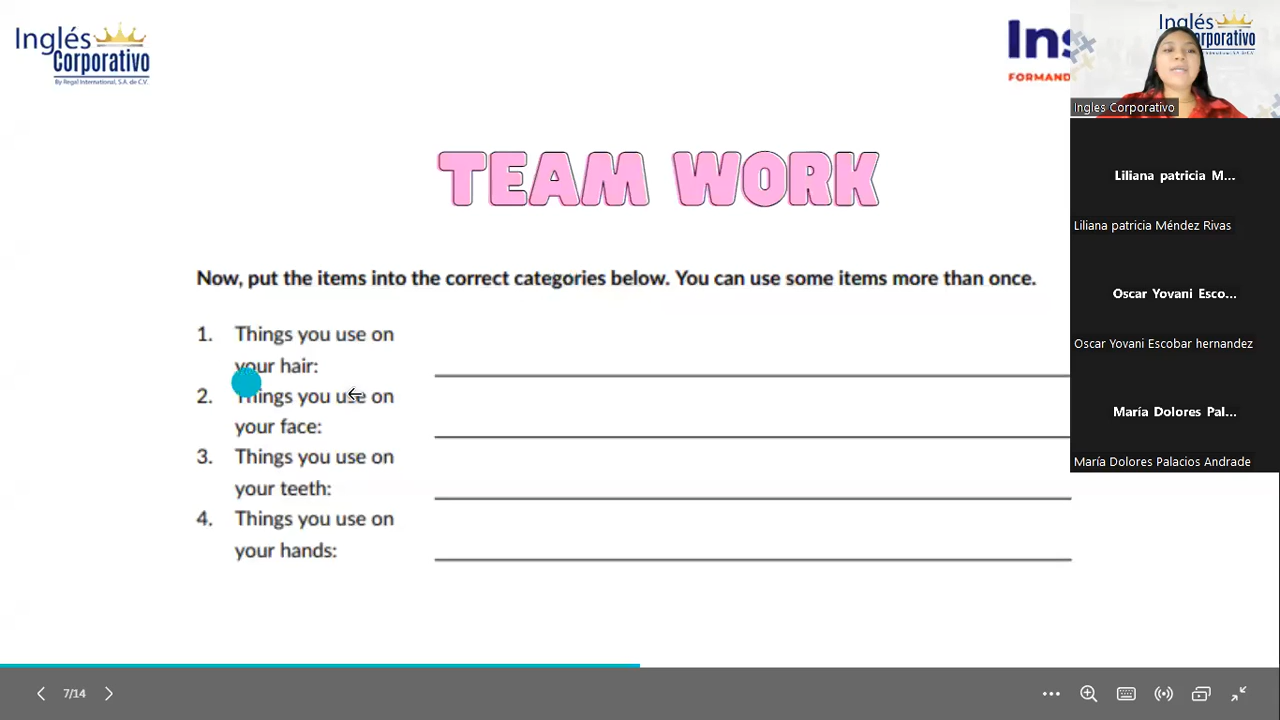 Inglés
Corporativo
By Regal International, S.A. de C.V.
Ins
FORMAND
Inglés
Corporativo
Ingles Corporativo
TEAM WORK
Liliana patricia M...
Liliana patricia Méndez Rivas
Now, put the items into the correct categories below. You can use some items more than once.
Oscar Yovani Esco...
Oscar Yovani Escobar hernandez
1. Things you use on
your hair:
2. Things you use on
your face:
María Dolores Pal...
María Dolores Palacios Andrade
3. Things you use on
your teeth:
4. Things you use on
your hands:
7/14